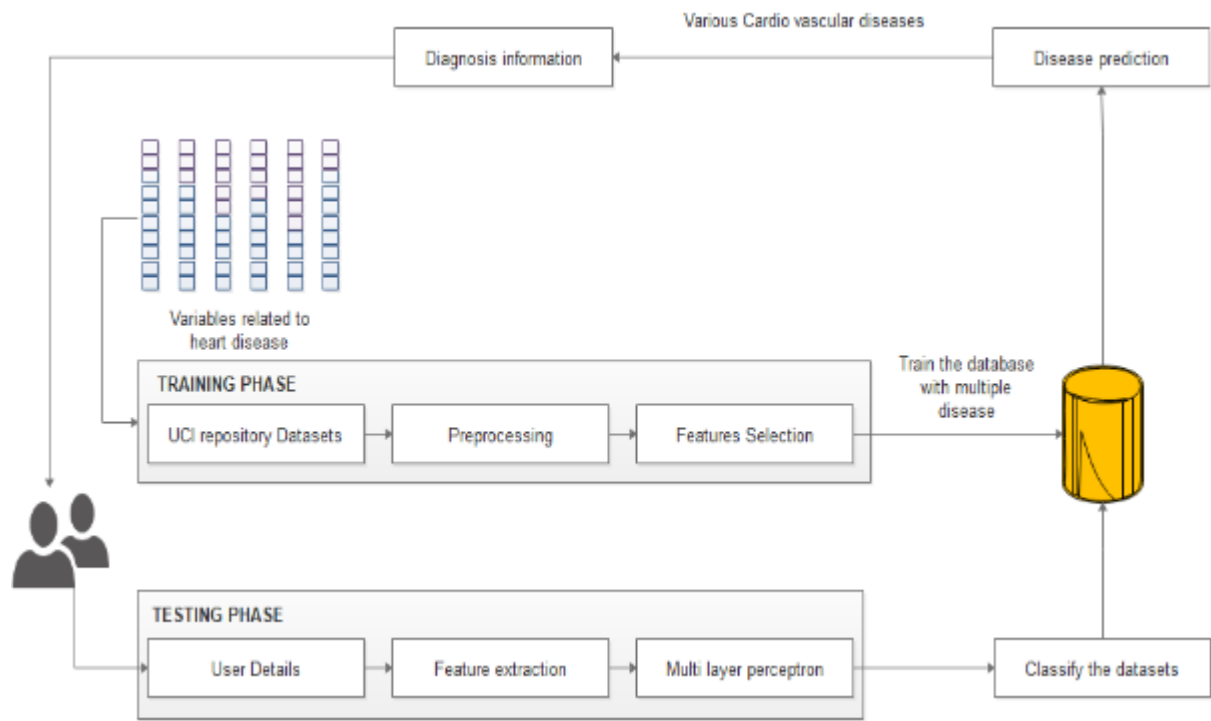 Various Cardio vascular diseases
Diagnosis information
Disease prediction
Variables related to
heart disease
TRAINING PHASE
UCI repository Datasets
Preprocessing
Features Selection
Train the database
with multiple
disease
TESTING PHASE
User Details
Feature extraction
Multi layer perceptron
Classify the datasets